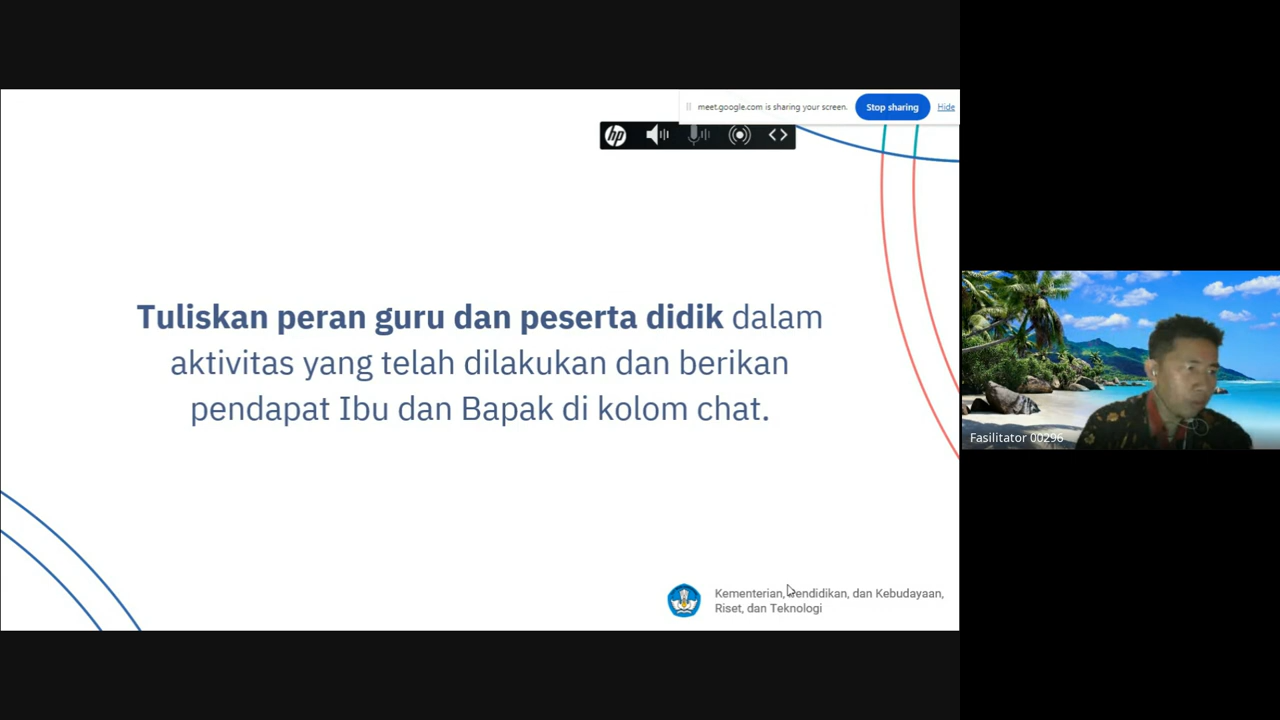 meet.google.com is sharing your screen. Stop sharing Hide
hp
Tuliskan peran guru dan peserta didik dalam
aktivitas yang telah dilakukan dan berikan
pendapat Ibu dan Bapak di kolom chat.
Fasilitator 00296
Kementerian, Pendidikan, dan Kebudayaan,
Riset, dan Teknologi